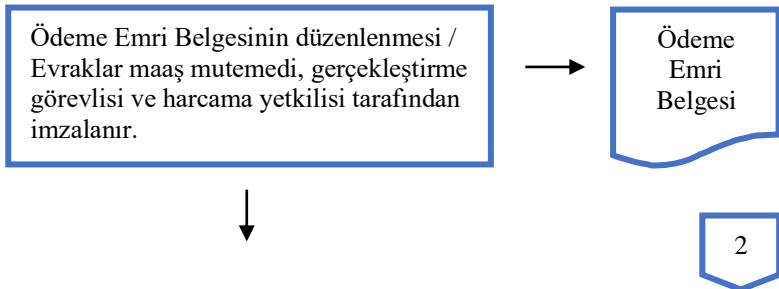 Ödeme Emri Belgesinin düzenlenmesi /
Evraklar maaş mutemedi, gerçekleştirme
görevlisi ve harcama yetkilisi tarafından
imzalanır.
Ödeme
Emri
Belgesi
2